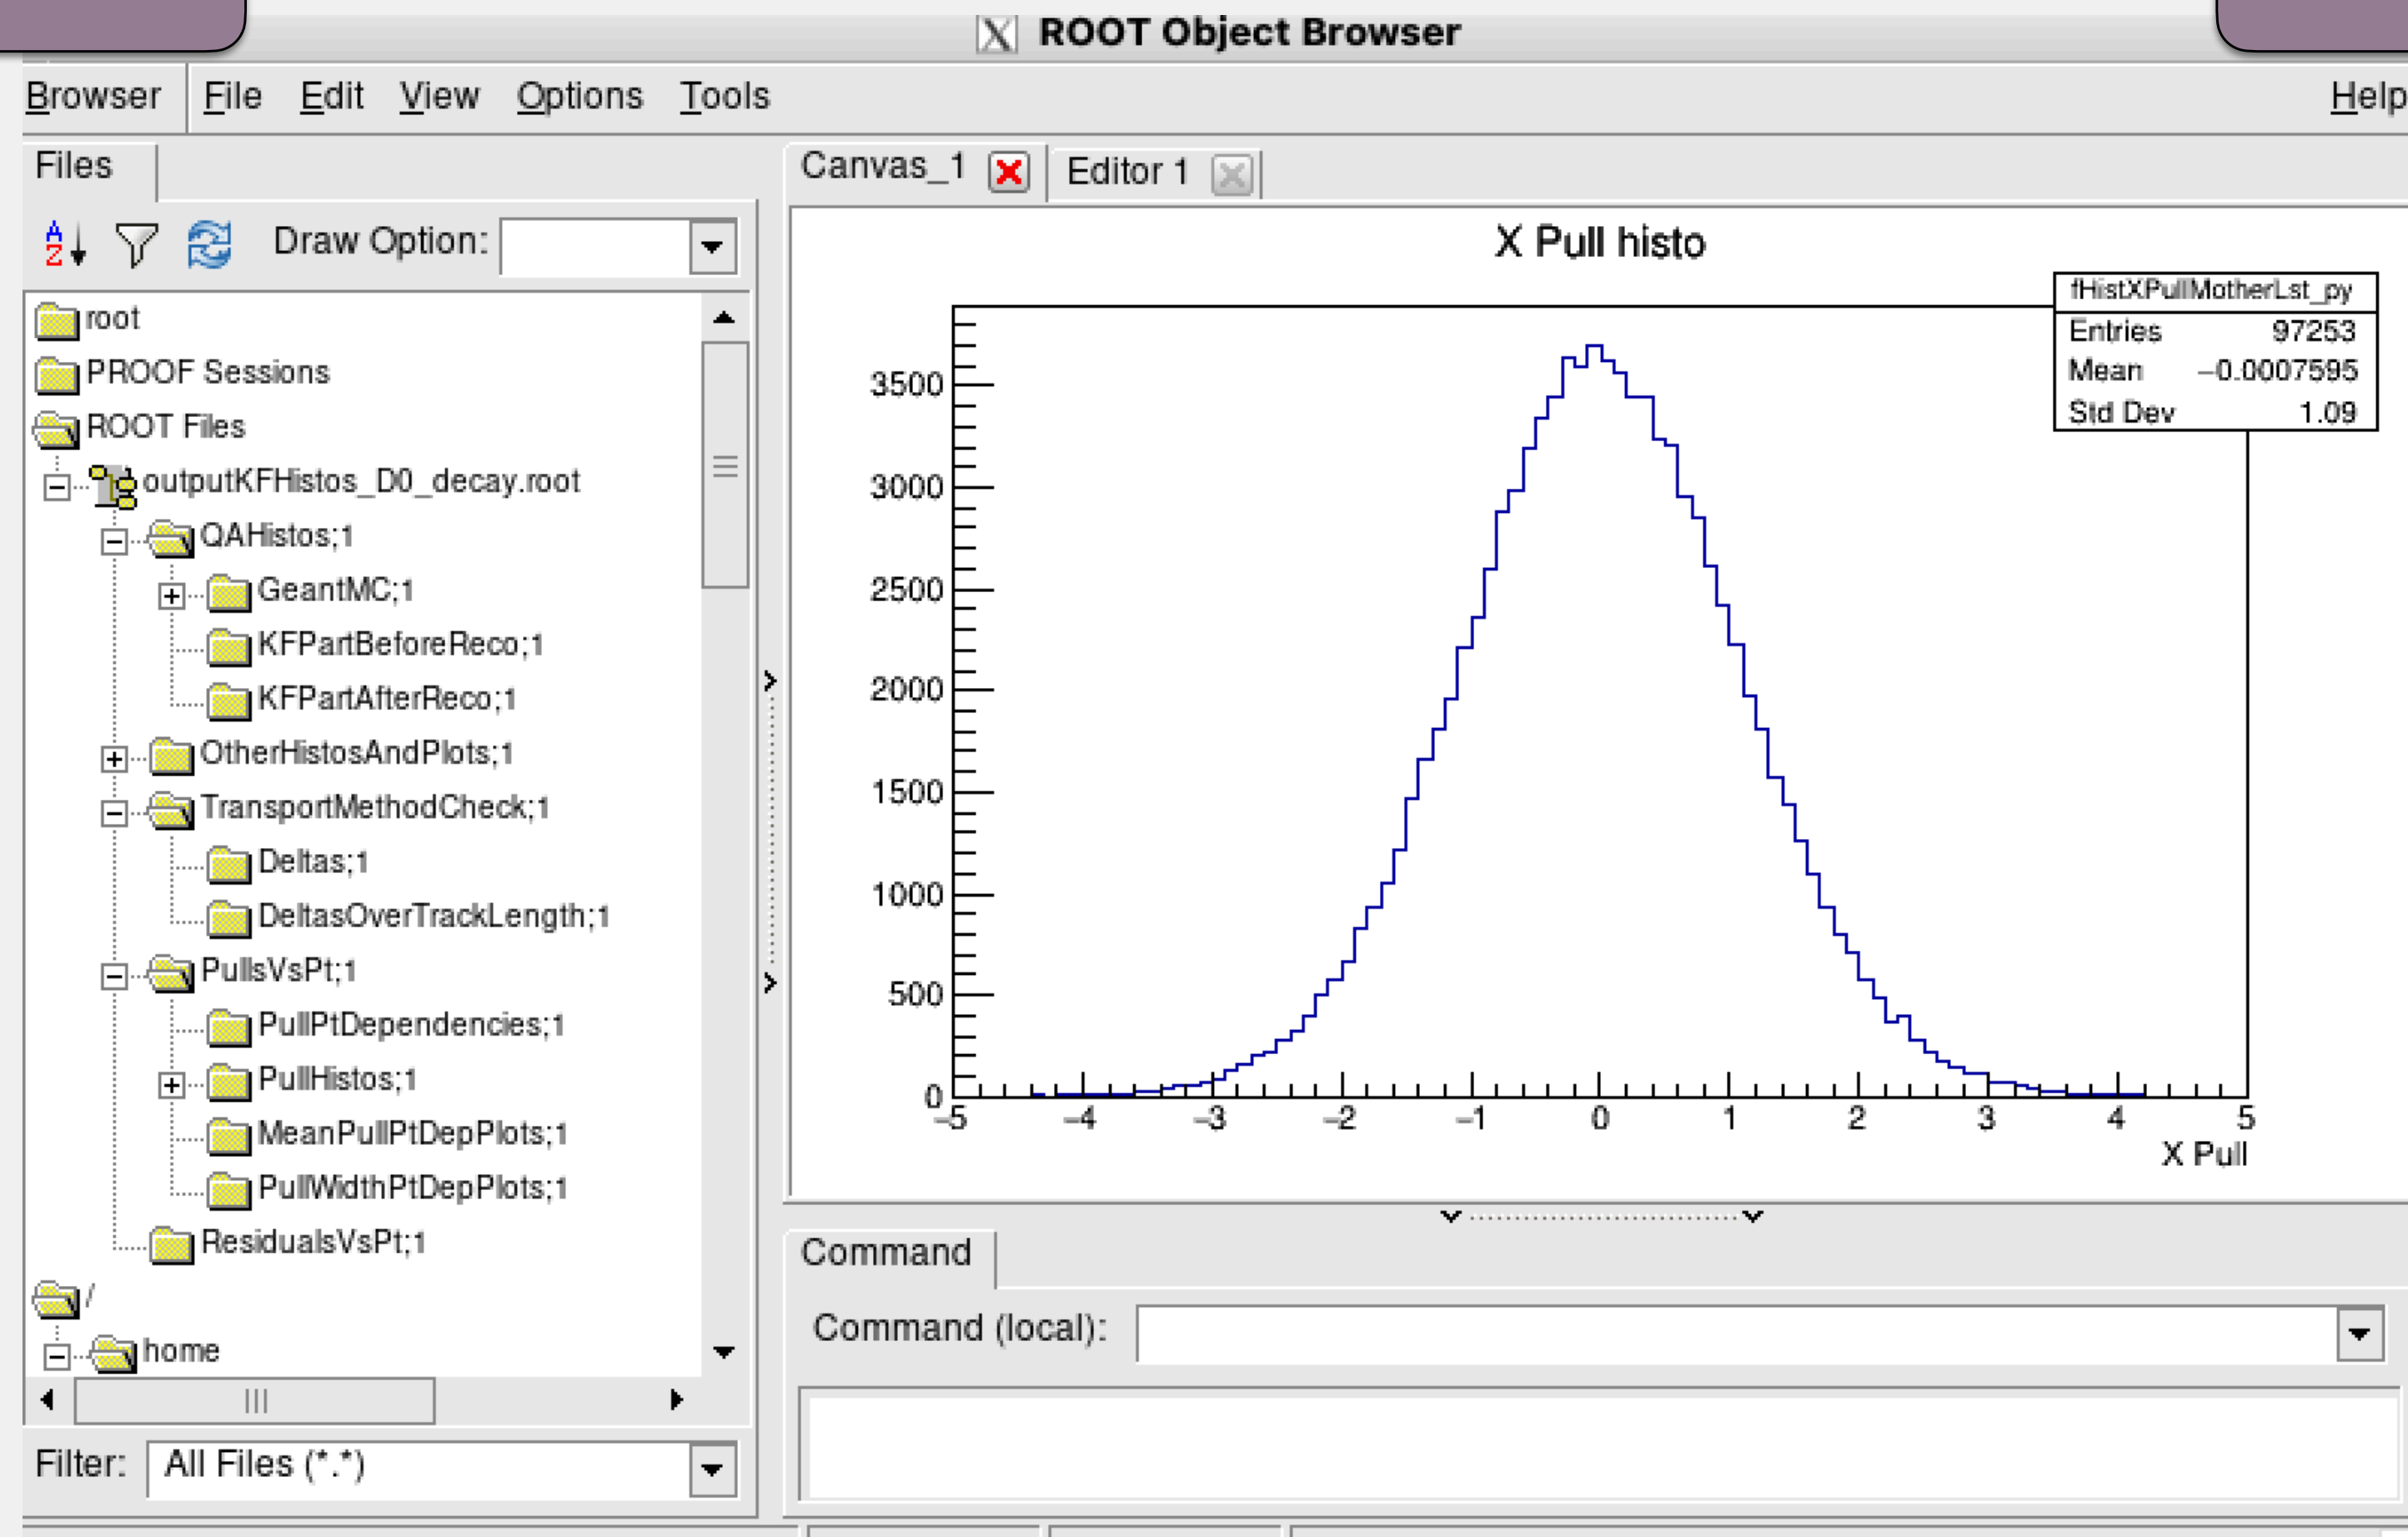 ROOT Object Browser
Browser File Edit View Options Tools Help
Files
Draw Option:
root
PROOF Sessions
ROOT Files
outputKFHistos_D0_decay.root
QAHistos;1
GeantMC;1
KFPartBeforeReco;1
KFPartAfterReco;1
OtherHistosAndPlots;1
TransportMethodCheck;1
Deltas;1
DeltasOverTrackLength;1
PullsVsPt;1
PullPtDependencies;1
PullHistos;1
MeanPullPtDepPlots;1
PullWidthPtDepPlots;1
ResidualsVsPt;1
/
home
Filter: All Files (*.*)
Canvas_1 Editor 1
X Pull histo
fHistXPullMotherLst_py
Entries 97253
Mean −0.0007595
Std Dev 1.09
3500
3000
2500
2000
1500
1000
500
0
−5 −4 −3 −2 −1 0 1 2 3 4 5
X Pull
Command
Command (local):